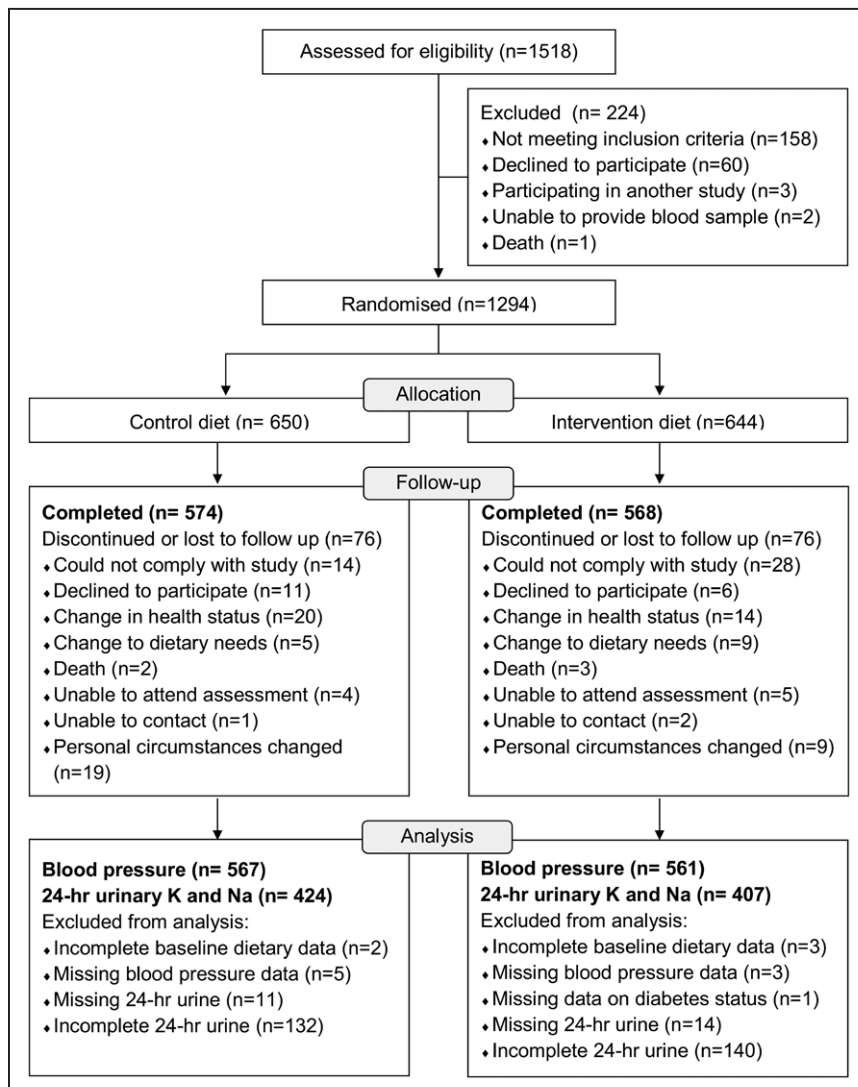 Assessed for eligibility (n=1518)
Excluded (n= 224)
♦Not meeting inclusion criteria (n=158)
♦Declined to participate (n=60)
♦Participating in another study (n=3)
♦Unable to provide blood sample (n=2)
♦Death (n=1)
Randomised (n=1294)
Allocation
Control diet (n= 650)
Intervention diet (n=644)
Follow-up
Completed (n= 574)
Discontinued or lost to follow up (n=76)
♦Could not comply with study (n=14)
♦Declined to participate (n=11)
♦Change in health status (n=20)
♦Change to dietary needs (n=5)
♦Death (n=2)
♦Unable to attend assessment (n=4)
♦Unable to contact (n=1)
♦Personal circumstances changed
(n=19)
Completed (n= 568)
Discontinued or lost to follow up (n=76)
♦Could not comply with study (n=28)
♦Declined to participate (n=6)
♦Change in health status (n=14)
♦Change to dietary needs (n=9)
♦Death (n=3)
♦Unable to attend assessment (n=5)
♦Unable to contact (n=2)
♦Personal circumstances changed (n=9)
Analysis
Blood pressure (n= 567)
24-hr urinary K and Na (n= 424)
Excluded from analysis:
♦Incomplete baseline dietary data (n=2)
♦Missing blood pressure data (n=5)
♦Missing 24-hr urine (n=11)
♦Incomplete 24-hr urine (n=132)
Blood pressure (n= 561)
24-hr urinary K and Na (n= 407)
Excluded from analysis:
♦Incomplete baseline dietary data (n=3)
♦Missing blood pressure data (n=3)
♦Missing data on diabetes status (n=1)
♦Missing 24-hr urine (n=14)
♦Incomplete 24-hr urine (n=140)